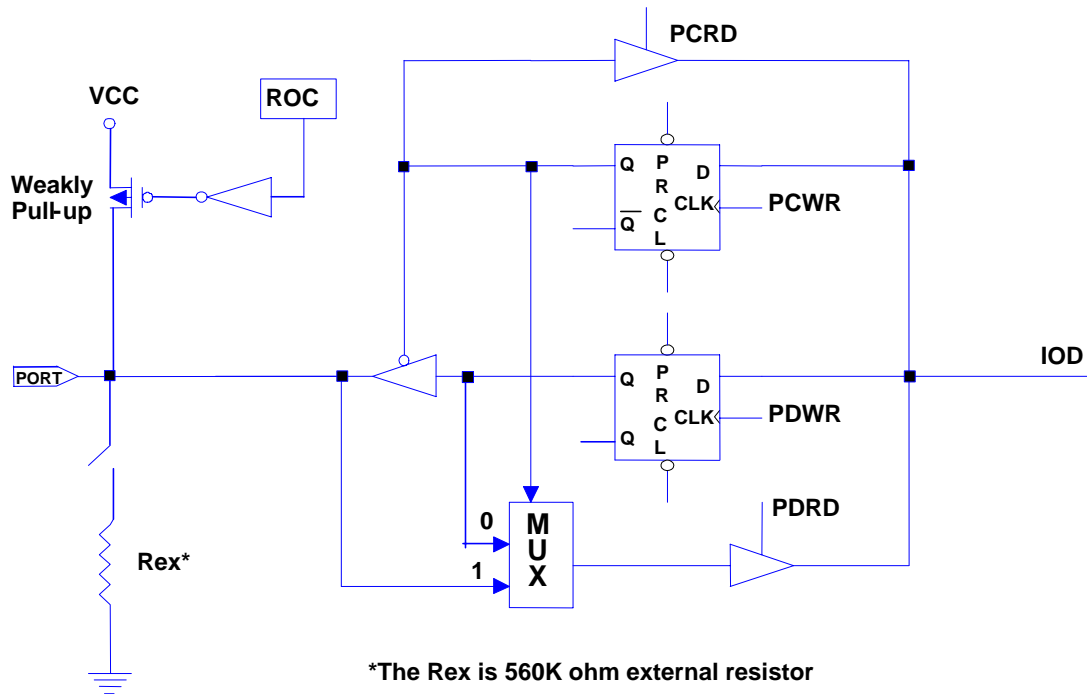 PCRD
VCC
ROC
Weakly
Pull-up
Q
P
R
D
CLK
C
L
Q
PCWR
PORT
IOD
Q
P
R
D
CLK
C
L
Q
PDWR
0
1
M
U
X
PDRD
Rex*
*The Rex is 560K ohm external resistor